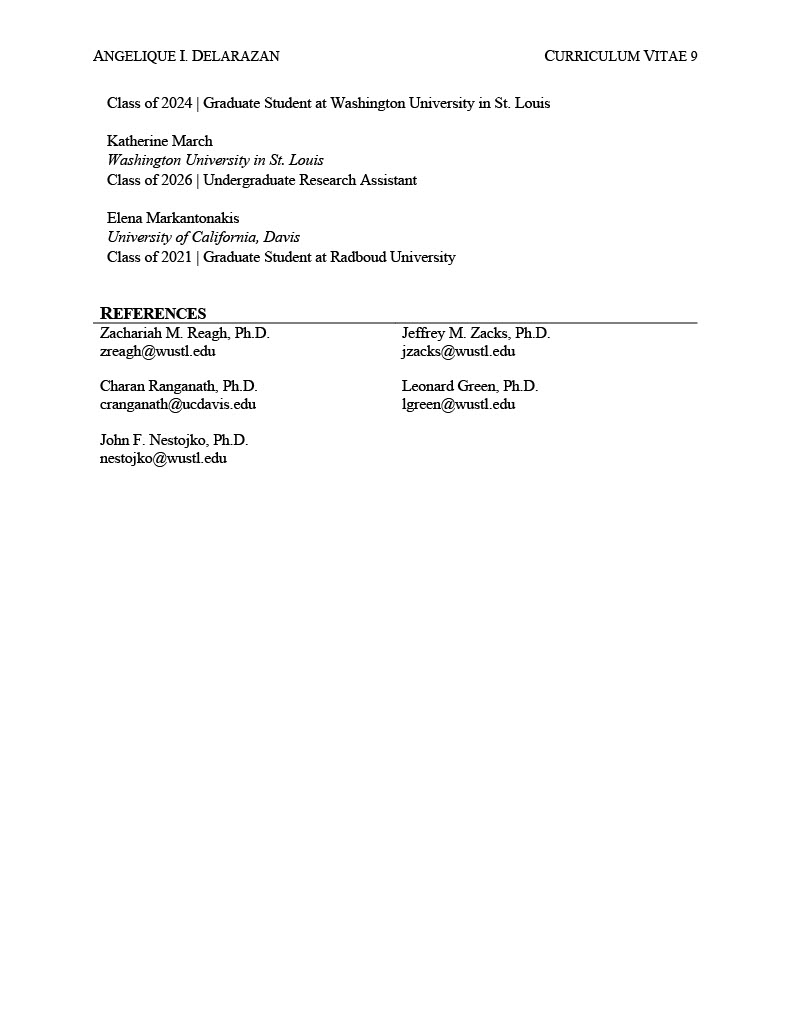 ANGELIQUE I. DELARAZAN CURRICULUM VITAE 9
Class of 2024 | Graduate Student at Washington University in St. Louis
Katherine March
Washington University in St. Louis
Class of 2026 | Undergraduate Research Assistant
Elena Markantonakis
University of California, Davis
Class of 2021 | Graduate Student at Radboud University
REFERENCES
Zachariah M. Reagh, Ph.D.
zreagh@wustl.edu
Jeffrey M. Zacks, Ph.D.
jzacks@wustl.edu
Charan Ranganath, Ph.D.
cranganath@ucdavis.edu
Leonard Green, Ph.D.
lgreen@wustl.edu
John F. Nestojko, Ph.D.
nestojko@wustl.edu